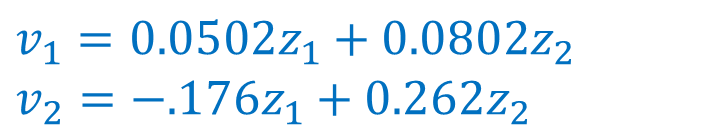 v₁ = 0.0502z₁ + 0.0802z₂
v₂ = −.176z₁ + 0.262z₂